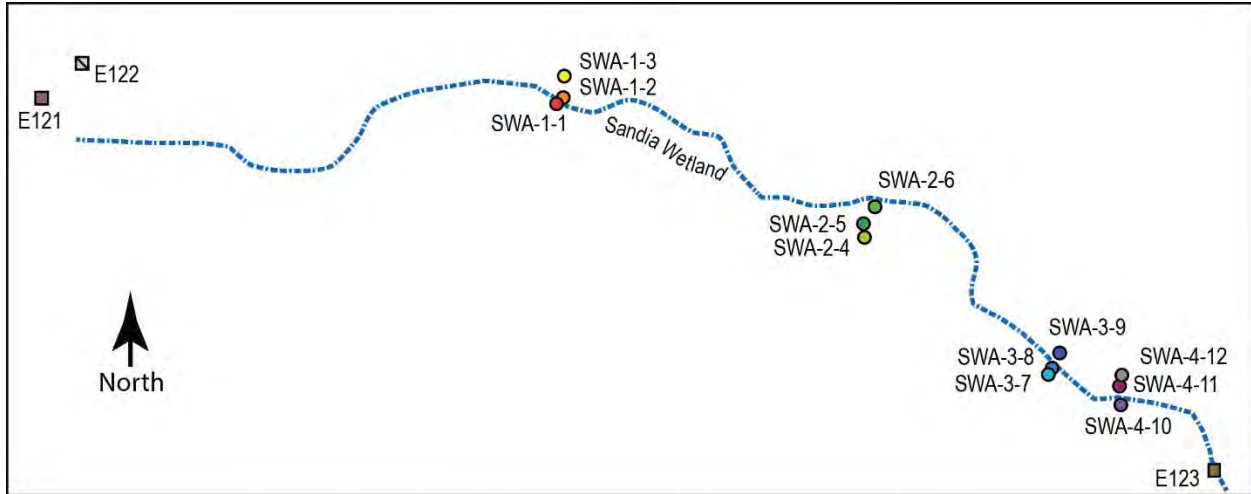 SWA-1-3
E122
SWA-1-2
E121
SWA-1-1
Sandia Wetland
SWA-2-6
SWA-2-5
SWA-2-4
SWA-3-9
SWA-3-8
SWA-4-12
North
SWA-3-7
SWA-4-11
SWA-4-10
E123